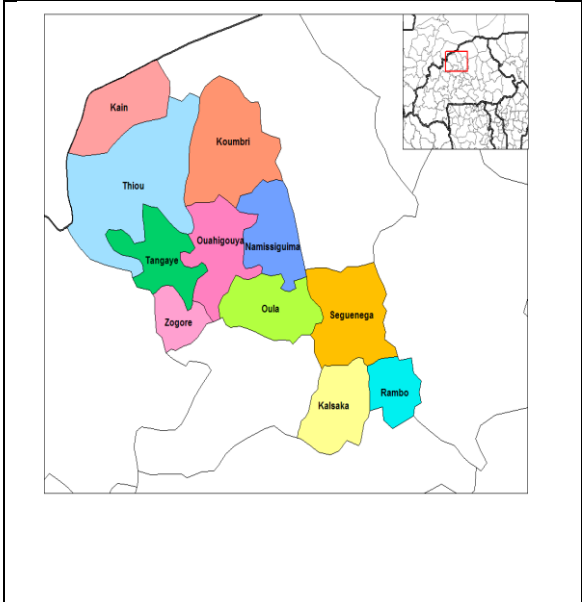 Kain
Koumbri
Thiou
Ouahigouya
Namissiguima
Tangaye
Oula
Zogore
Seguenega
Kalsaka
Rambo